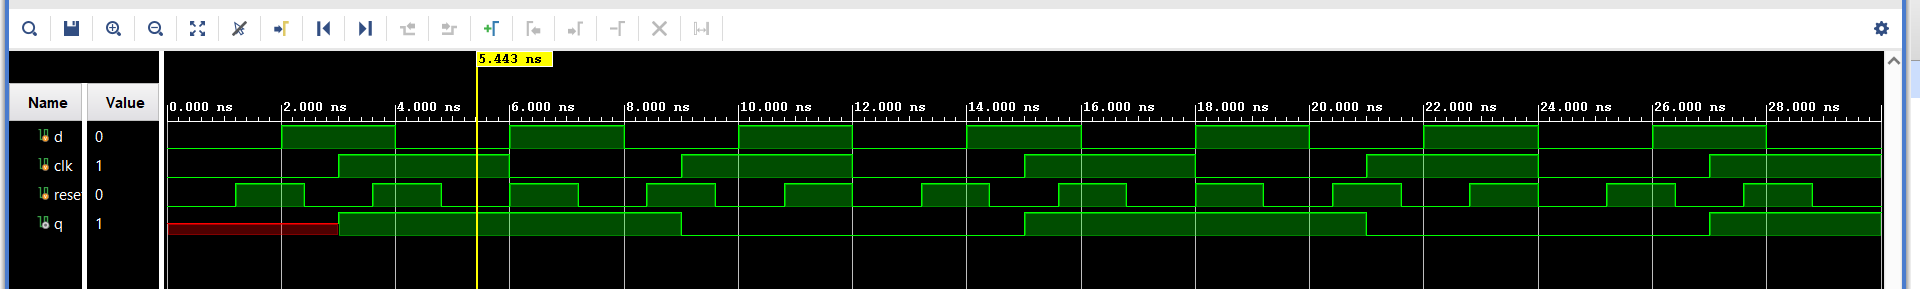 5.443 ns
Name Value 0.000 ns 2.000 ns 4.000 ns 6.000 ns 8.000 ns 10.000 ns 12.000 ns 14.000 ns 16.000 ns 18.000 ns 20.000 ns 22.000 ns 24.000 ns 26.000 ns 28.000 ns
d 0
clk 1
rese 0
q 1